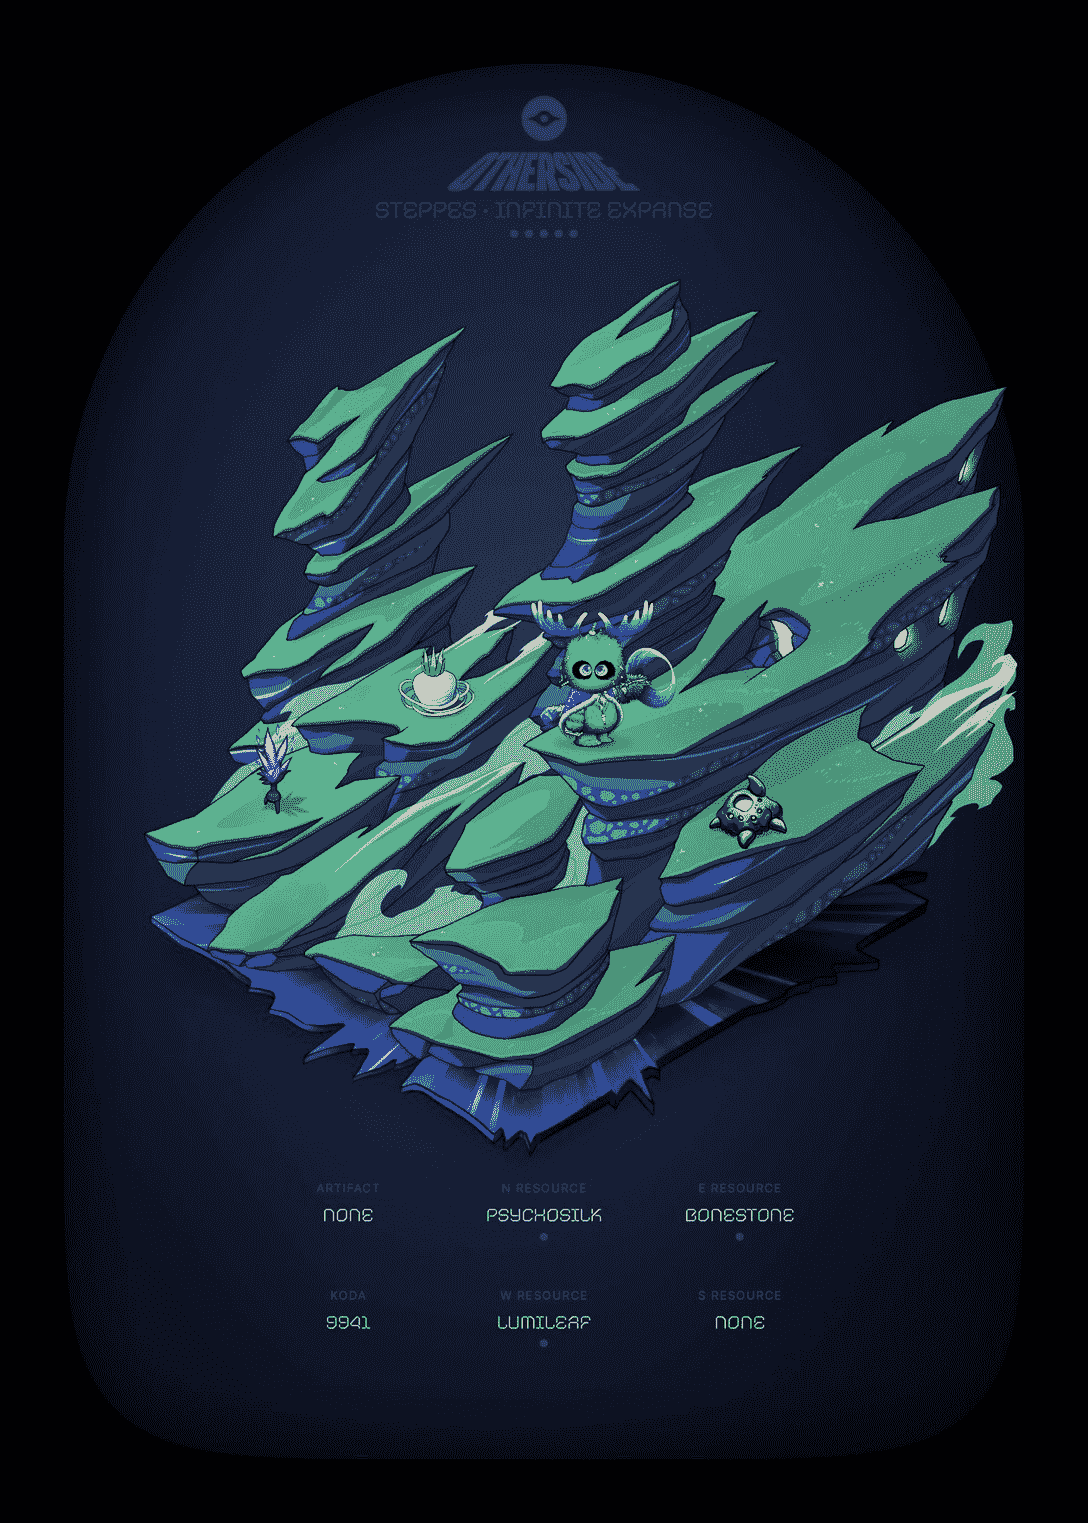 OTHERSIDE
STEPPES · INFINITE EXPANSE
ARTIFACT N RESOURCE E RESOURCE
NONE PSYCHOSILK BONESTONE
KODA W RESOURCE S RESOURCE
9941 LUMILEAF NONE